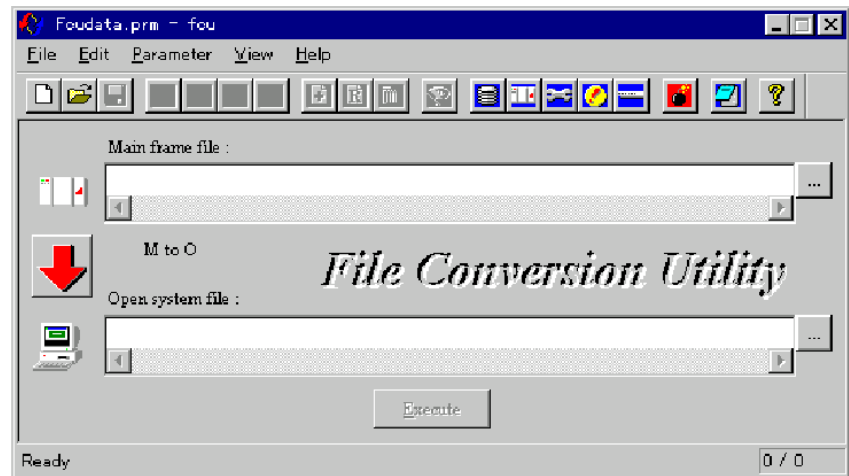 Foudata.prm - fou
File Edit Parameter View Help
Main frame file :
...
M to O
File Conversion Utility
Open system file :
...
Execute
Ready 0 / 0